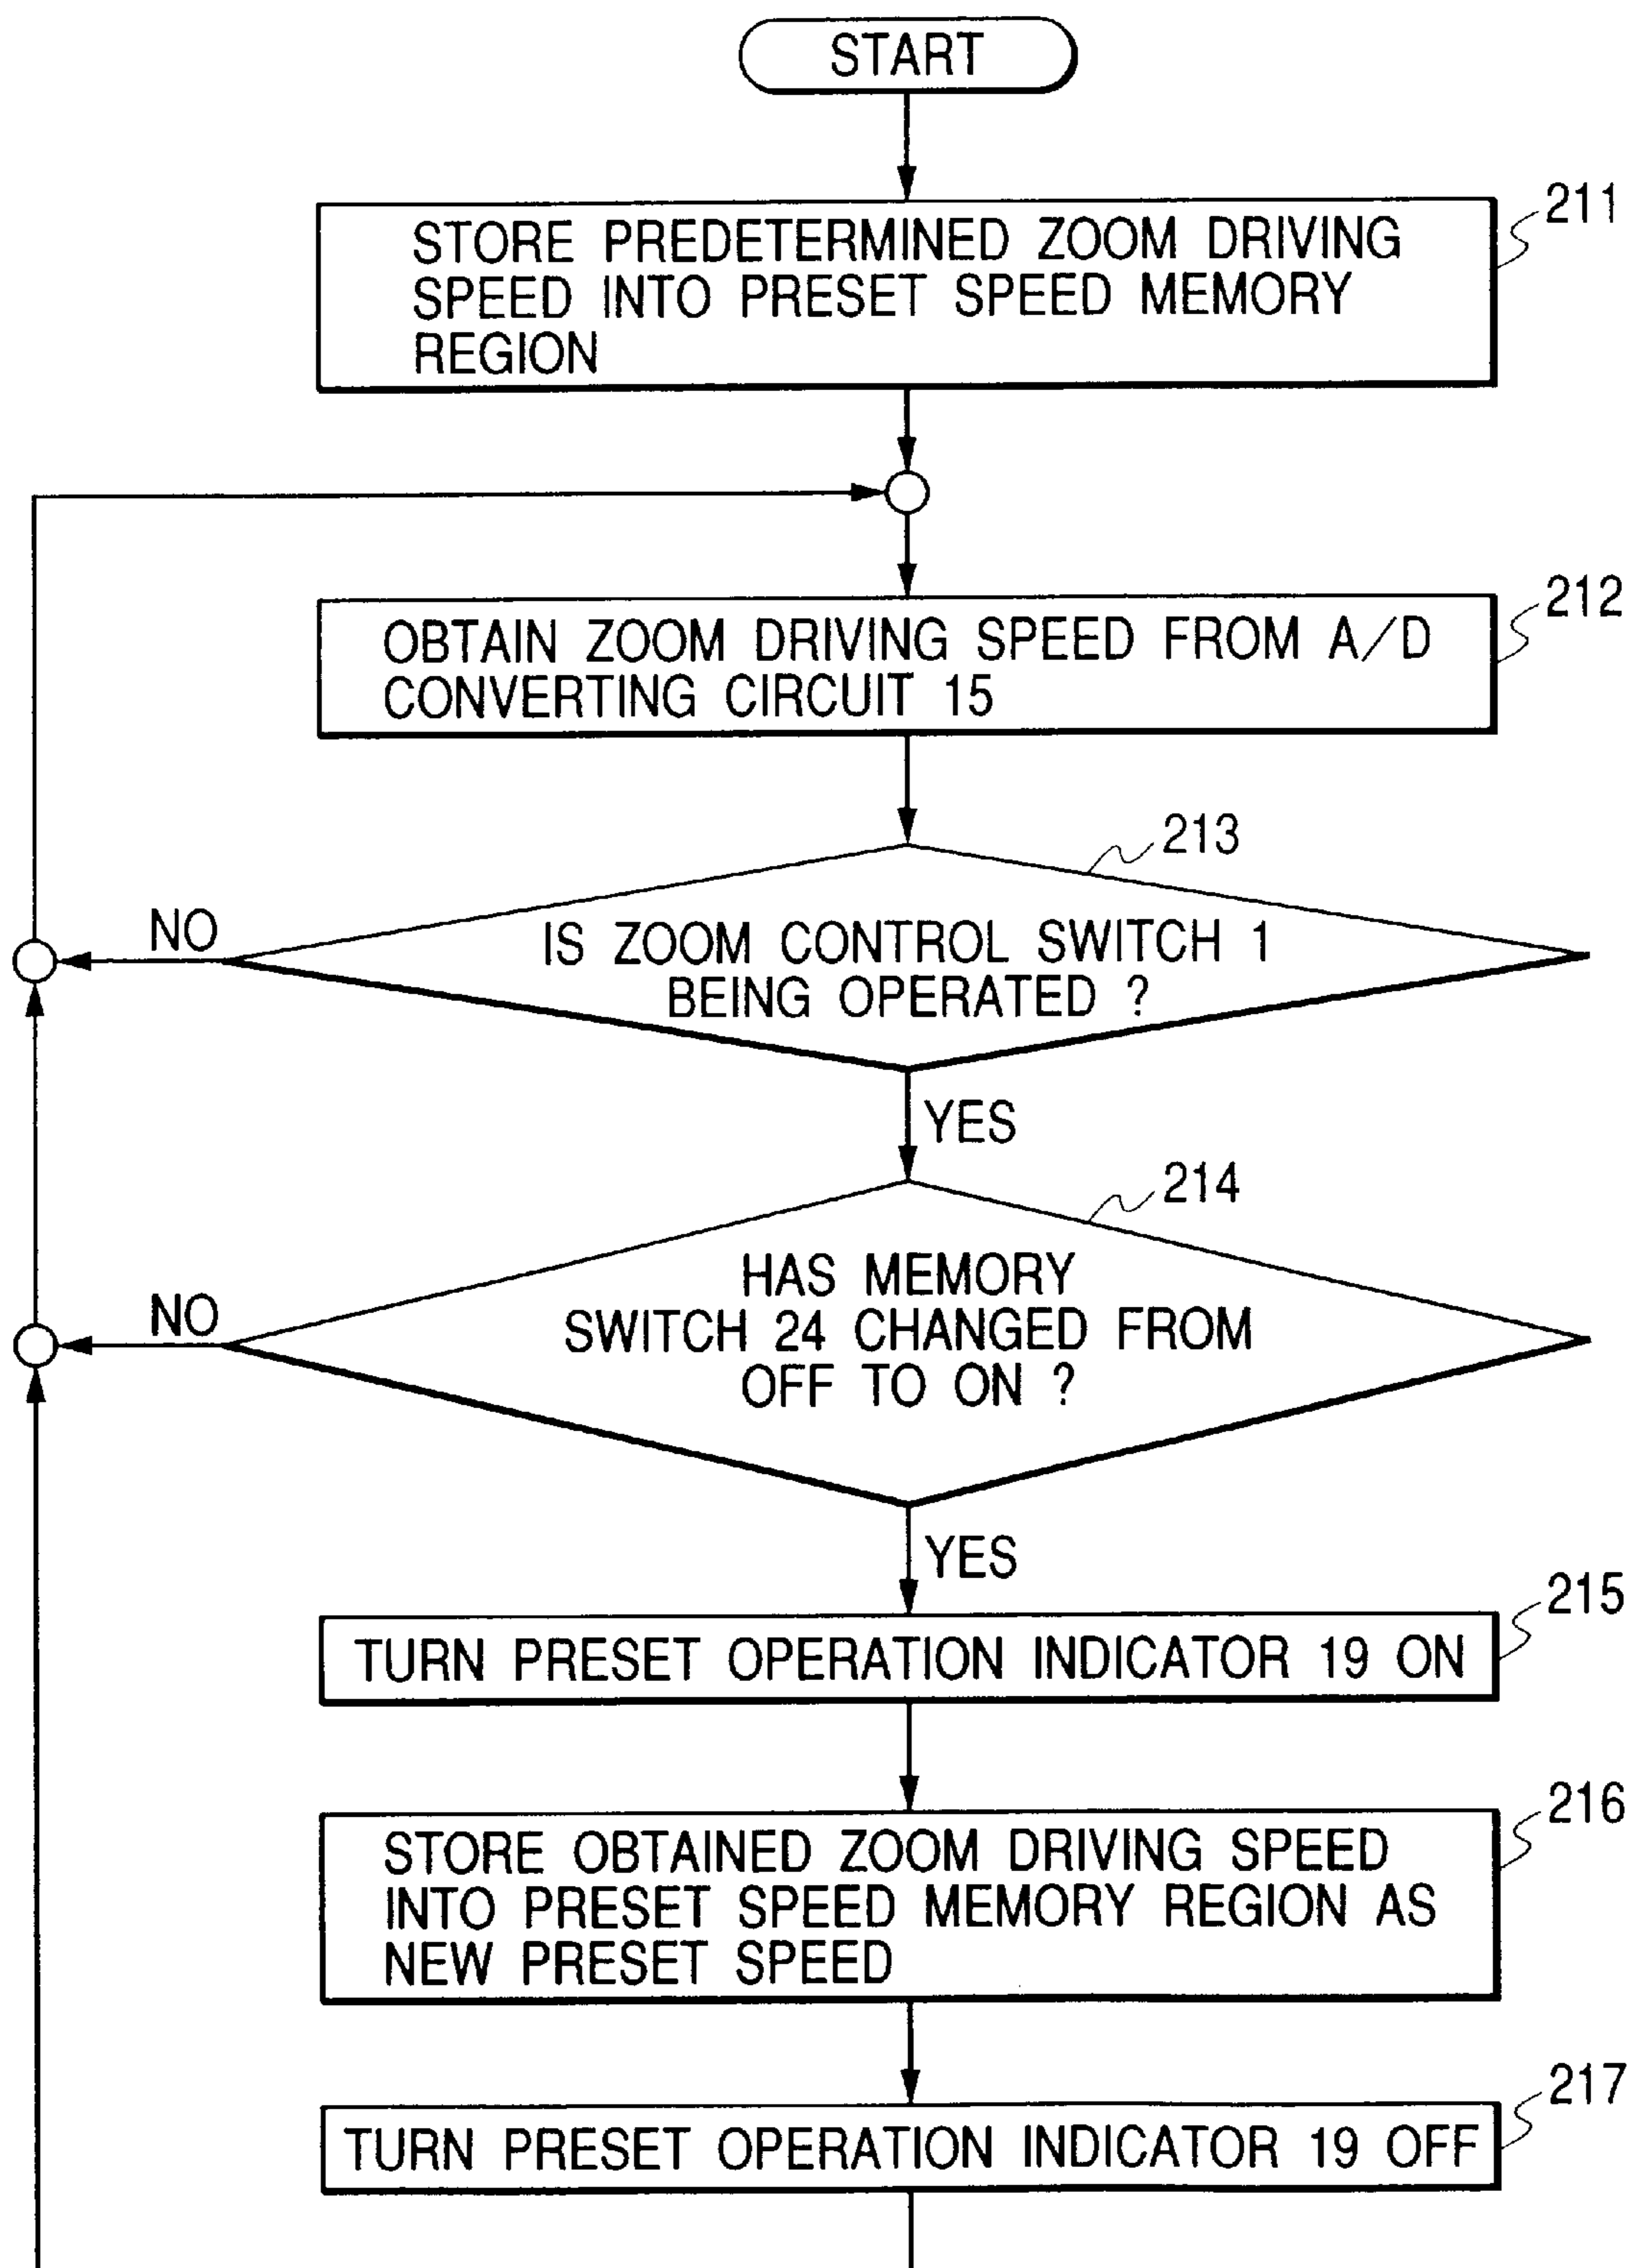 START
211
STORE PREDETERMINED ZOOM DRIVING
SPEED INTO PRESET SPEED MEMORY
REGION
212
OBTAIN ZOOM DRIVING SPEED FROM A/D
CONVERTING CIRCUIT 15
213
NO
IS ZOOM CONTROL SWITCH 1
BEING OPERATED ?
YES
214
NO
HAS MEMORY
SWITCH 24 CHANGED FROM
OFF TO ON ?
YES
215
TURN PRESET OPERATION INDICATOR 19 ON
216
STORE OBTAINED ZOOM DRIVING SPEED
INTO PRESET SPEED MEMORY REGION AS
NEW PRESET SPEED
217
TURN PRESET OPERATION INDICATOR 19 OFF